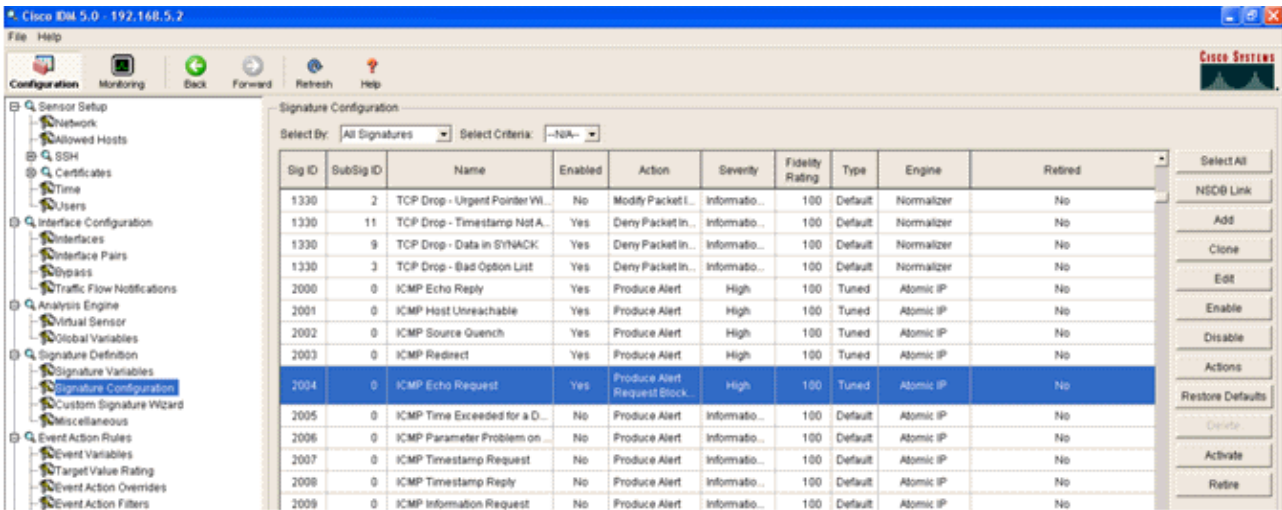 Cisco IDM 5.0 - 192.168.5.2
File Help
Configuration Monitoring Back Forward Refresh Help
CISCO SYSTEMS
Sensor Setup
Network
Allowed Hosts
SSH
Certificates
Time
Users
Interface Configuration
Interfaces
Interface Pairs
Bypass
Traffic Flow Notifications
Analysis Engine
Virtual Sensor
Global Variables
Signature Definition
Signature Variables
Signature Configuration
Custom Signature Wizard
Miscellaneous
Event Action Rules
Event Variables
Target Value Rating
Event Action Overrides
Event Action Filters
Signature Configuration
Select By: All Signatures Select Criteria: --N/A--
Sig ID SubSig ID Name Enabled Action Severity Fidelity Rating Type Engine Retired
1330 2 TCP Drop - Urgent Pointer Wi... No Modify Packet I... Informatio... 100 Default Normalizer No
1330 11 TCP Drop - Timestamp Not A... Yes Deny Packet In... Informatio... 100 Default Normalizer No
1330 9 TCP Drop - Data in SYNACK Yes Deny Packet In... Informatio... 100 Default Normalizer No
1330 3 TCP Drop - Bad Option List Yes Deny Packet In... Informatio... 100 Default Normalizer No
2000 0 ICMP Echo Reply Yes Produce Alert High 100 Tuned Atomic IP No
2001 0 ICMP Host Unreachable Yes Produce Alert High 100 Tuned Atomic IP No
2002 0 ICMP Source Quench Yes Produce Alert High 100 Tuned Atomic IP No
2003 0 ICMP Redirect Yes Produce Alert High 100 Tuned Atomic IP No
2004 0 ICMP Echo Request Yes Produce Alert Request Block... High 100 Tuned Atomic IP No
2005 0 ICMP Time Exceeded for a D... No Produce Alert Informatio... 100 Default Atomic IP No
2006 0 ICMP Parameter Problem on ... No Produce Alert Informatio... 100 Default Atomic IP No
2007 0 ICMP Timestamp Request No Produce Alert Informatio... 100 Default Atomic IP No
2008 0 ICMP Timestamp Reply No Produce Alert Informatio... 100 Default Atomic IP No
2009 0 ICMP Information Request No Produce Alert Informatio... 100 Default Atomic IP No
Select All
NSDB Link
Add
Clone
Edit
Enable
Disable
Actions
Restore Defaults
Delete
Activate
Retire